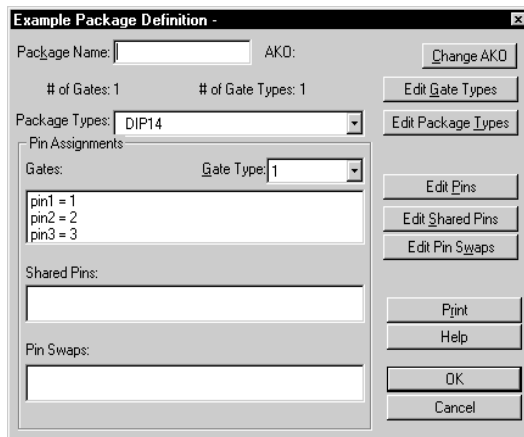 Example Package Definition -
Package Name: AKO: Change AKO
# of Gates: 1 # of Gate Types: 1 Edit Gate Types
Package Types: DIP14 Edit Package Types
Pin Assignments
Gates: Gate Type: 1
Edit Pins
pin1 = 1
pin2 = 2
pin3 = 3
Edit Shared Pins
Edit Pin Swaps
Shared Pins:
Print
Help
Pin Swaps:
OK
Cancel